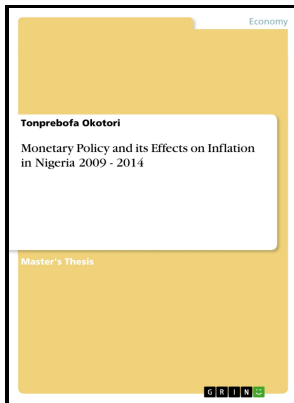 Economy
Tonprebofa Okotori
Monetary Policy and its Effects on Inflation
in Nigeria 2009 - 2014
Master's Thesis
GRIN